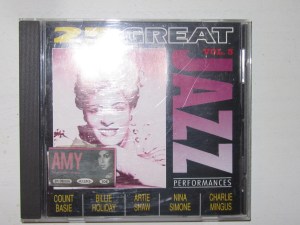 GREAT
VOL. 3
JAZZ
PERFORMANCES
AMY
COUNT BASIE
BILLIE HOLIDAY
ARTIE SHAW
NINA SIMONE
CHARLIE MINGUS